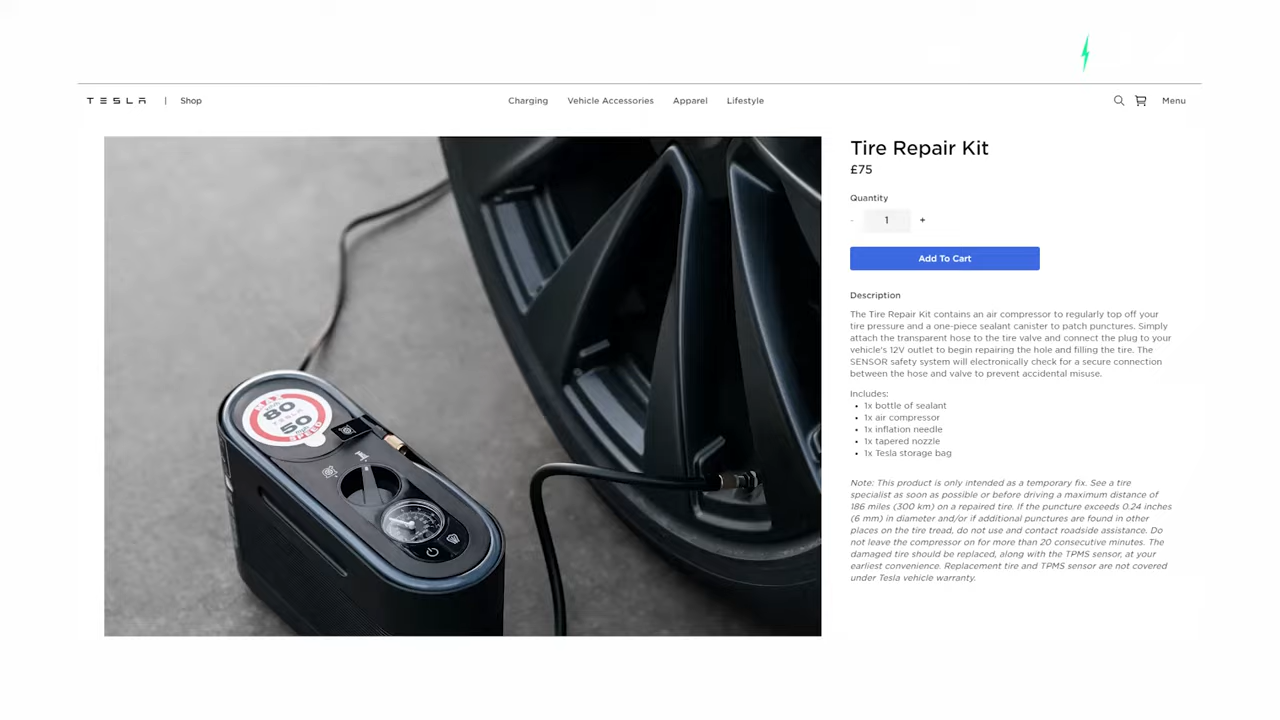 TESLA | Shop
Charging Vehicle Accessories Apparel Lifestyle
Menu
Tire Repair Kit
£75
Quantity
- 1 +
Add To Cart
Description
The Tire Repair Kit contains an air compressor to regularly top off your
tire pressure and a one-piece sealant canister to patch punctures. Simply
attach the transparent hose to the tire valve and connect the plug to your
vehicle's 12V outlet to begin repairing the hole and filling the tire. The
SENSOR safety system will electronically check for a secure connection
between the hose and valve to prevent accidental misuse.
Includes:
• 1x bottle of sealant
• 1x air compressor
• 1x inflation needle
• 1x tapered nozzle
• 1x Tesla storage bag
Note: This product is only intended as a temporary fix. See a tire
specialist as soon as possible or before driving a maximum distance of
186 miles (300 km) on a repaired tire. If the puncture exceeds 0.24 inches
(6 mm) in diameter and/or if additional punctures are found in other
places on the tire tread, do not use and contact roadside assistance. Do
not leave the compressor on for more than 20 consecutive minutes. The
damaged tire should be replaced, along with the TPMS sensor, at your
earliest convenience. Replacement tire and TPMS sensor are not covered
under Tesla vehicle warranty.
MAX
80
TESLA
50
SPEED